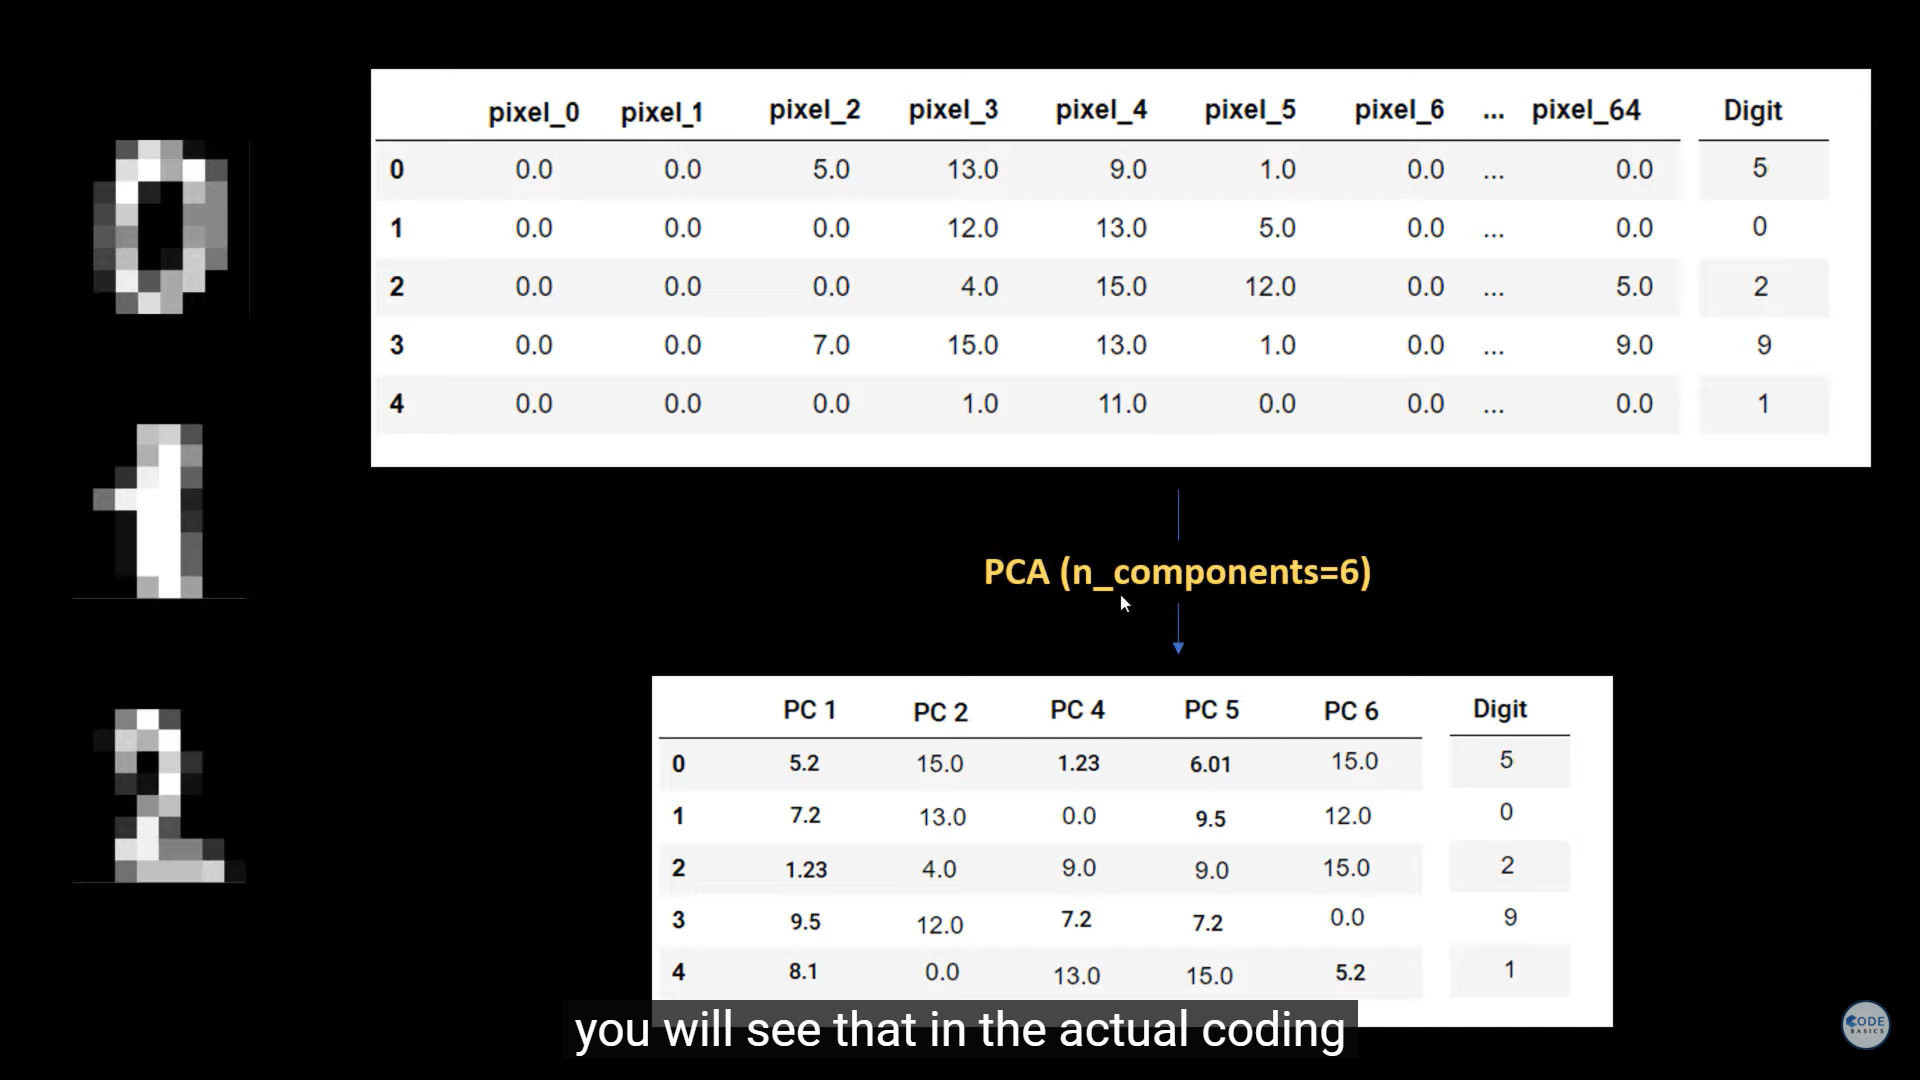 pixel_0 pixel_1 pixel_2 pixel_3 pixel_4 pixel_5 pixel_6 ... pixel_64 Digit
0 0.0 0.0 5.0 13.0 9.0 1.0 0.0 ... 0.0 5
1 0.0 0.0 0.0 12.0 13.0 5.0 0.0 ... 0.0 0
2 0.0 0.0 0.0 4.0 15.0 12.0 0.0 ... 5.0 2
3 0.0 0.0 7.0 15.0 13.0 1.0 0.0 ... 9.0 9
4 0.0 0.0 0.0 1.0 11.0 0.0 0.0 ... 0.0 1
0
1
2
PCA (n_components=6)
PC 1 PC 2 PC 4 PC 5 PC 6 Digit
0 5.2 15.0 1.23 6.01 15.0 5
1 7.2 13.0 0.0 9.5 12.0 0
2 1.23 4.0 9.0 9.0 15.0 2
3 9.5 12.0 7.2 7.2 0.0 9
4 8.1 0.0 13.0 15.0 5.2 1
you will see that in the actual coding
CODE
BASICS